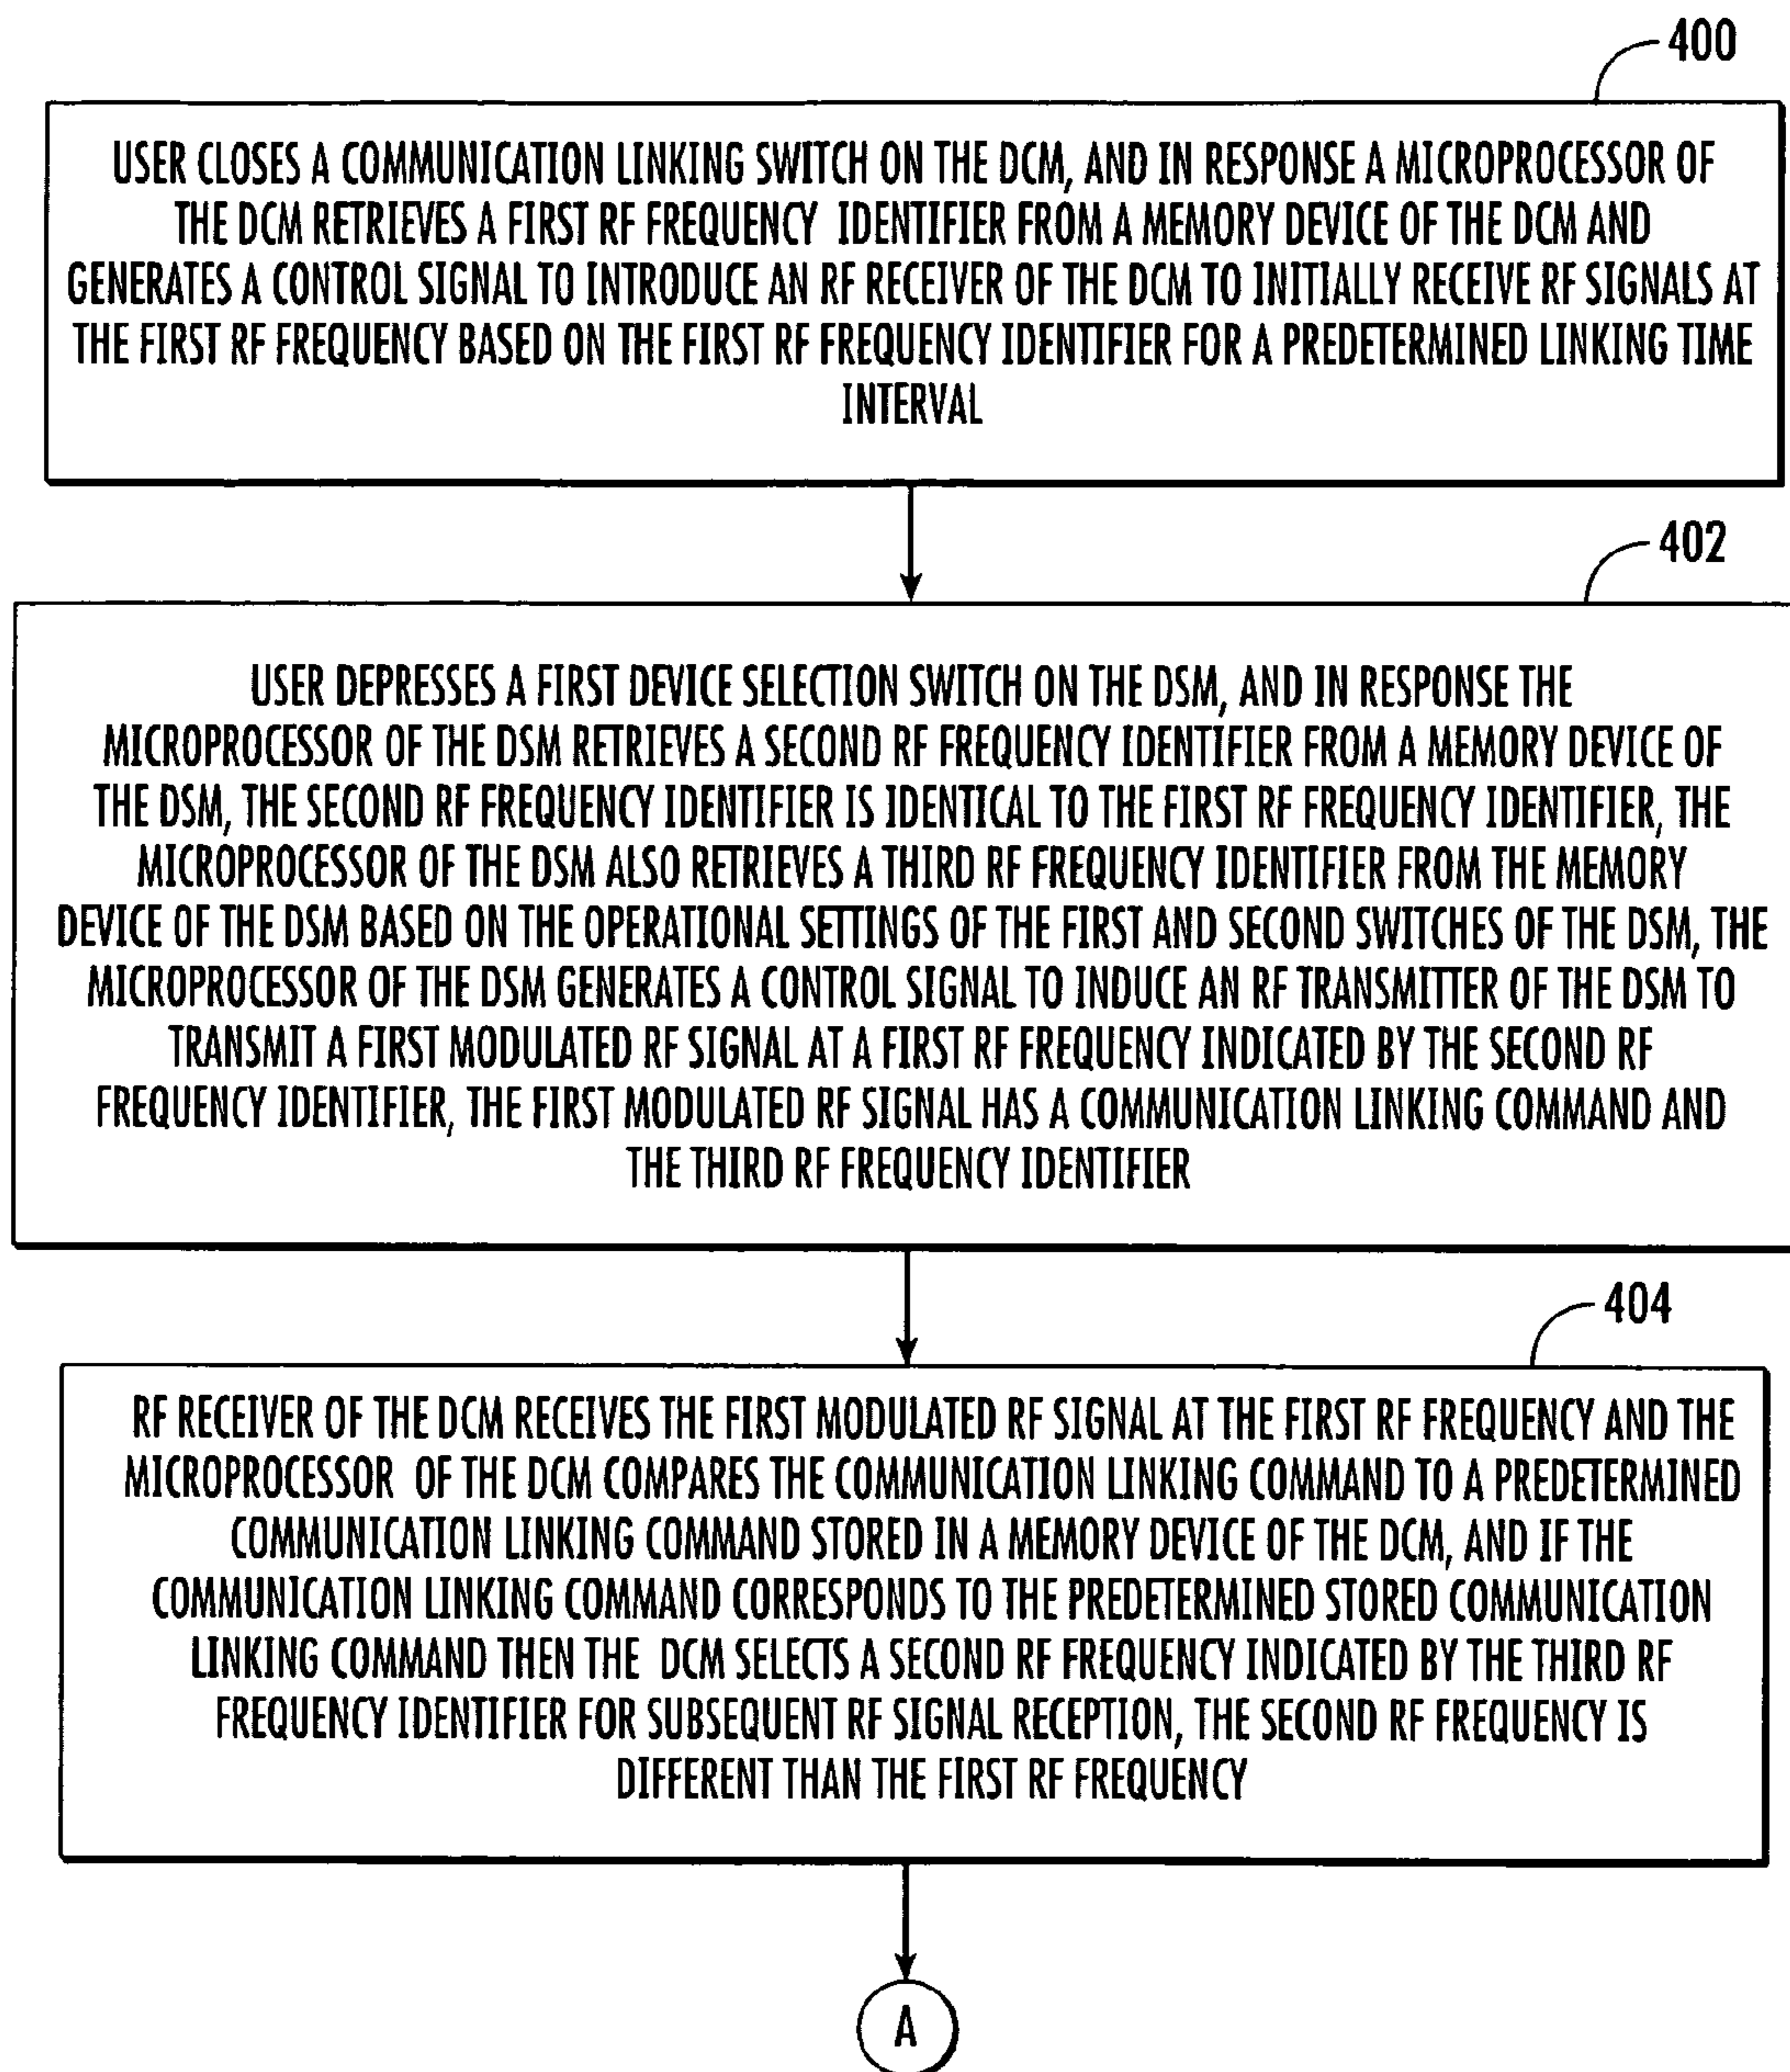 400
USER CLOSES A COMMUNICATION LINKING SWITCH ON THE DCM, AND IN RESPONSE A MICROPROCESSOR OF
THE DCM RETRIEVES A FIRST RF FREQUENCY IDENTIFIER FROM A MEMORY DEVICE OF THE DCM AND
GENERATES A CONTROL SIGNAL TO INTRODUCE AN RF RECEIVER OF THE DCM TO INITIALLY RECEIVE RF SIGNALS AT
THE FIRST RF FREQUENCY BASED ON THE FIRST RF FREQUENCY IDENTIFIER FOR A PREDETERMINED LINKING TIME
INTERVAL
402
USER DEPRESSES A FIRST DEVICE SELECTION SWITCH ON THE DSM, AND IN RESPONSE THE
MICROPROCESSOR OF THE DSM RETRIEVES A SECOND RF FREQUENCY IDENTIFIER FROM A MEMORY DEVICE OF
THE DSM, THE SECOND RF FREQUENCY IDENTIFIER IS IDENTICAL TO THE FIRST RF FREQUENCY IDENTIFIER, THE
MICROPROCESSOR OF THE DSM ALSO RETRIEVES A THIRD RF FREQUENCY IDENTIFIER FROM THE MEMORY
DEVICE OF THE DSM BASED ON THE OPERATIONAL SETTINGS OF THE FIRST AND SECOND SWITCHES OF THE DSM, THE
MICROPROCESSOR OF THE DSM GENERATES A CONTROL SIGNAL TO INDUCE AN RF TRANSMITTER OF THE DSM TO
TRANSMIT A FIRST MODULATED RF SIGNAL AT A FIRST RF FREQUENCY INDICATED BY THE SECOND RF
FREQUENCY IDENTIFIER, THE FIRST MODULATED RF SIGNAL HAS A COMMUNICATION LINKING COMMAND AND
THE THIRD RF FREQUENCY IDENTIFIER
404
RF RECEIVER OF THE DCM RECEIVES THE FIRST MODULATED RF SIGNAL AT THE FIRST RF FREQUENCY AND THE
MICROPROCESSOR OF THE DCM COMPARES THE COMMUNICATION LINKING COMMAND TO A PREDETERMINED
COMMUNICATION LINKING COMMAND STORED IN A MEMORY DEVICE OF THE DCM, AND IF THE
COMMUNICATION LINKING COMMAND CORRESPONDS TO THE PREDETERMINED STORED COMMUNICATION
LINKING COMMAND THEN THE DCM SELECTS A SECOND RF FREQUENCY INDICATED BY THE THIRD RF
FREQUENCY IDENTIFIER FOR SUBSEQUENT RF SIGNAL RECEPTION, THE SECOND RF FREQUENCY IS
DIFFERENT THAN THE FIRST RF FREQUENCY
A